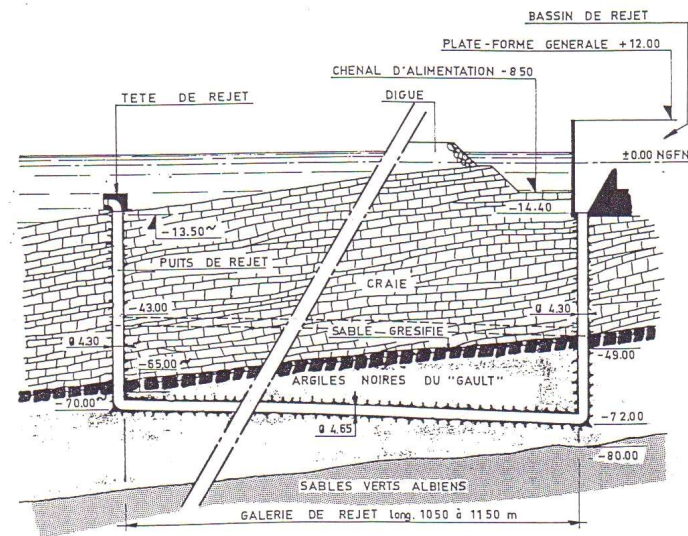 BASSIN DE REJET
PLATE-FORME GENERALE +12.00
CHENAL D'ALIMENTATION -8.50
TETE DE REJET
DIGUE
±0.00 NGFN
-14.40
-13.50~
PUITS DE REJET
CRAIE
-43.00
Ø 4.30
SABLE-GRESIFIE
Ø 4.30
-65.00~
-49.00
ARGILES NOIRES DU "GAULT"
-70.00~
-72.00
Ø 4.65
-80.00
SABLES VERTS ALBIENS
GALERIE DE REJET long. 1050 à 1150 m